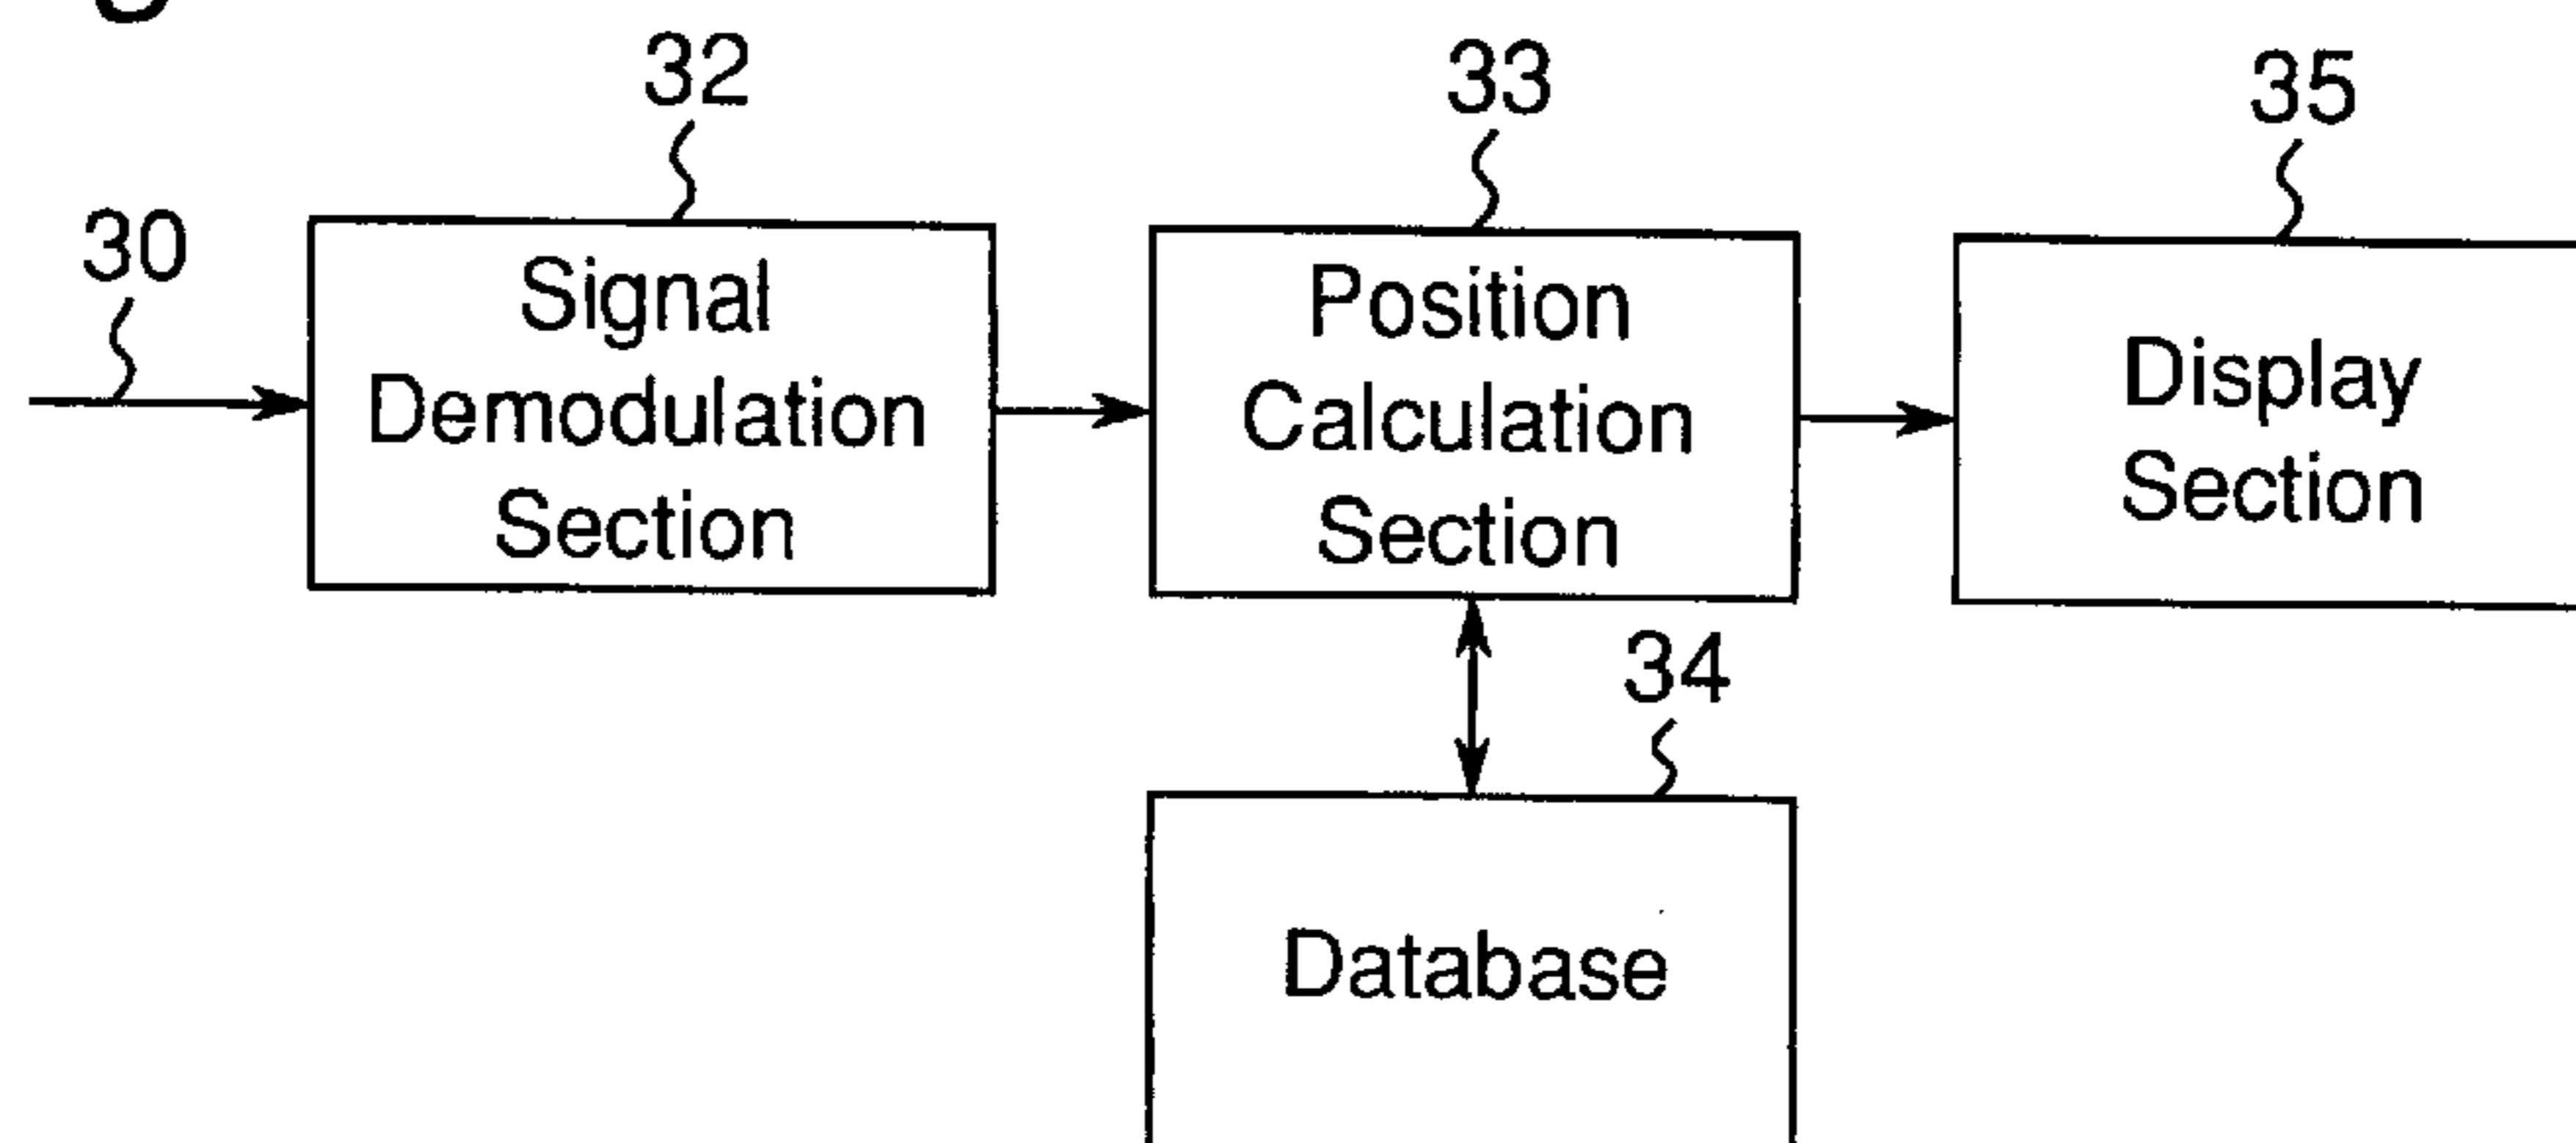 32
33
35
30
Signal
Demodulation
Section
Position
Calculation
Section
Display
Section
34
Database